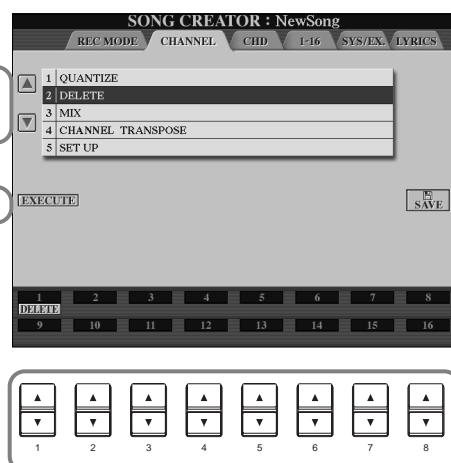 SONG CREATOR : NewSong
REC MODE CHANNEL CHD 1-16 SYS/EX. LYRICS
1 QUANTIZE
2 DELETE
3 MIX
4 CHANNEL TRANSPOSE
5 SET UP
EXECUTE
SAVE
1 2 3 4 5 6 7 8
DELETE
9 10 11 12 13 14 15 16
1 2 3 4 5 6 7 8